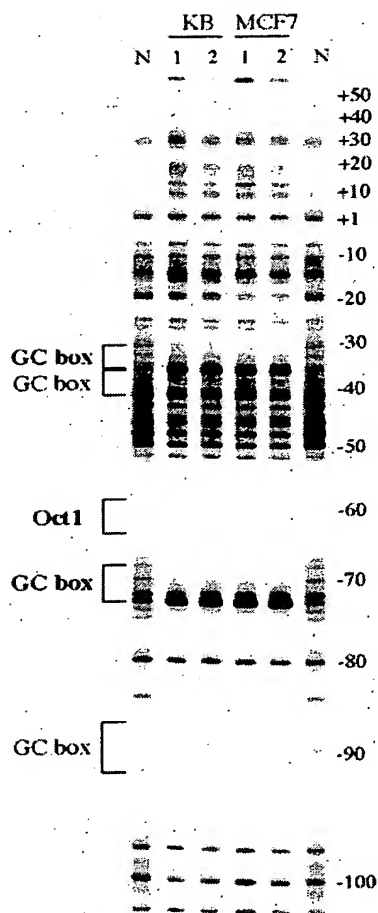 KB MCF7
N 1 2 1 2 N
+50
+40
+30
+20
+10
+1
-10
-20
-30
GC box
GC box
-40
-50
Oct1
-60
GC box
-70
-80
GC box
-90
-100